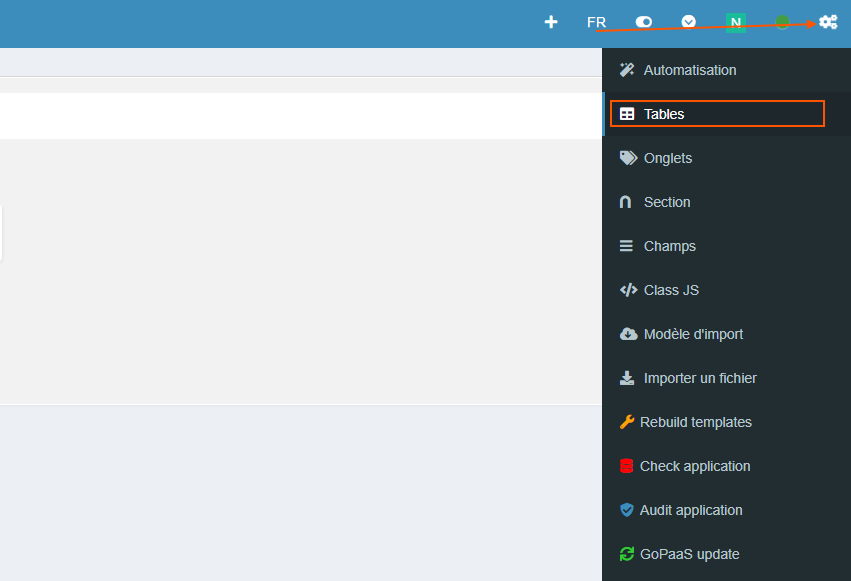 FR
N
Automatisation
Tables
Onglets
Section
Champs
Class JS
Modèle d'import
Importer un fichier
Rebuild templates
Check application
Audit application
GoPaaS update